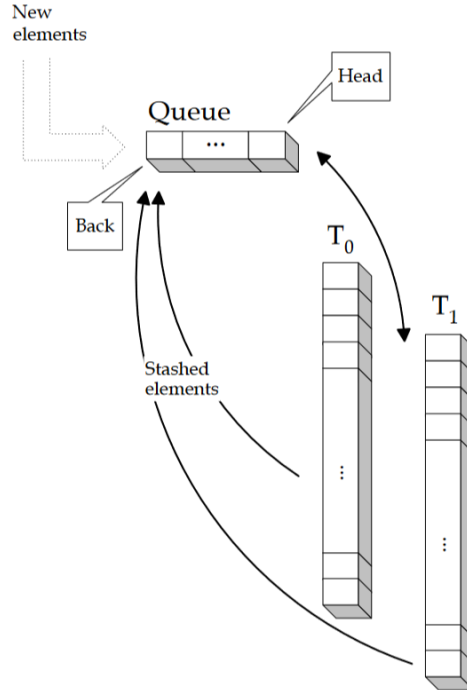 New
elements
Head
Queue
...
Back
T0
T1
Stashed
elements
...
...